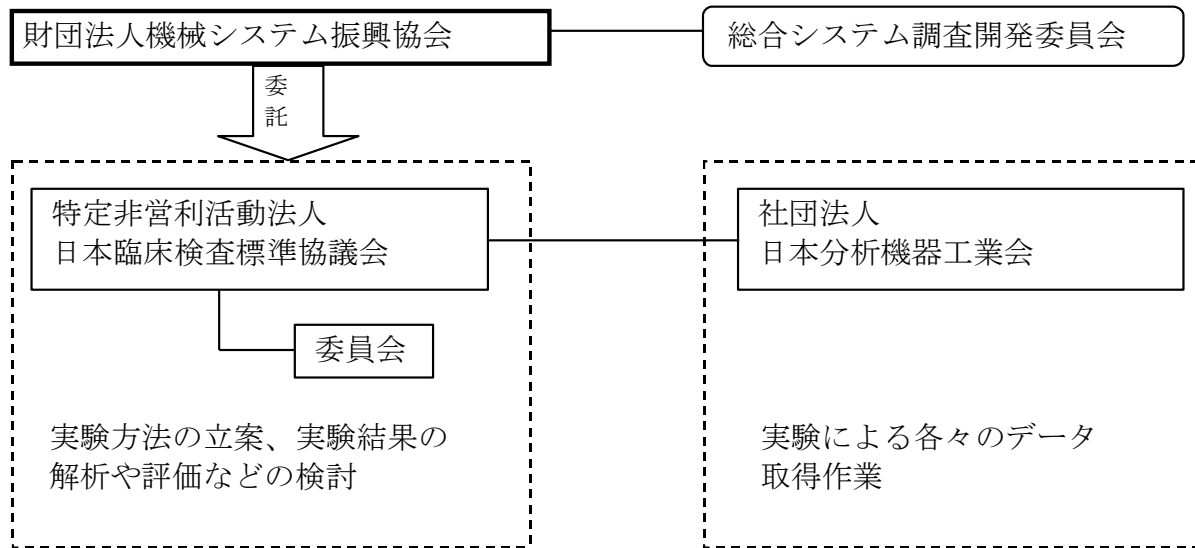 財団法人機械システム振興協会
総合システム調査開発委員会
委
託
特定非営利活動法人
日本臨床検査標準協議会
社団法人
日本分析機器工業会
委員会
実験方法の立案、実験結果の
解析や評価などの検討
実験による各々のデータ
取得作業